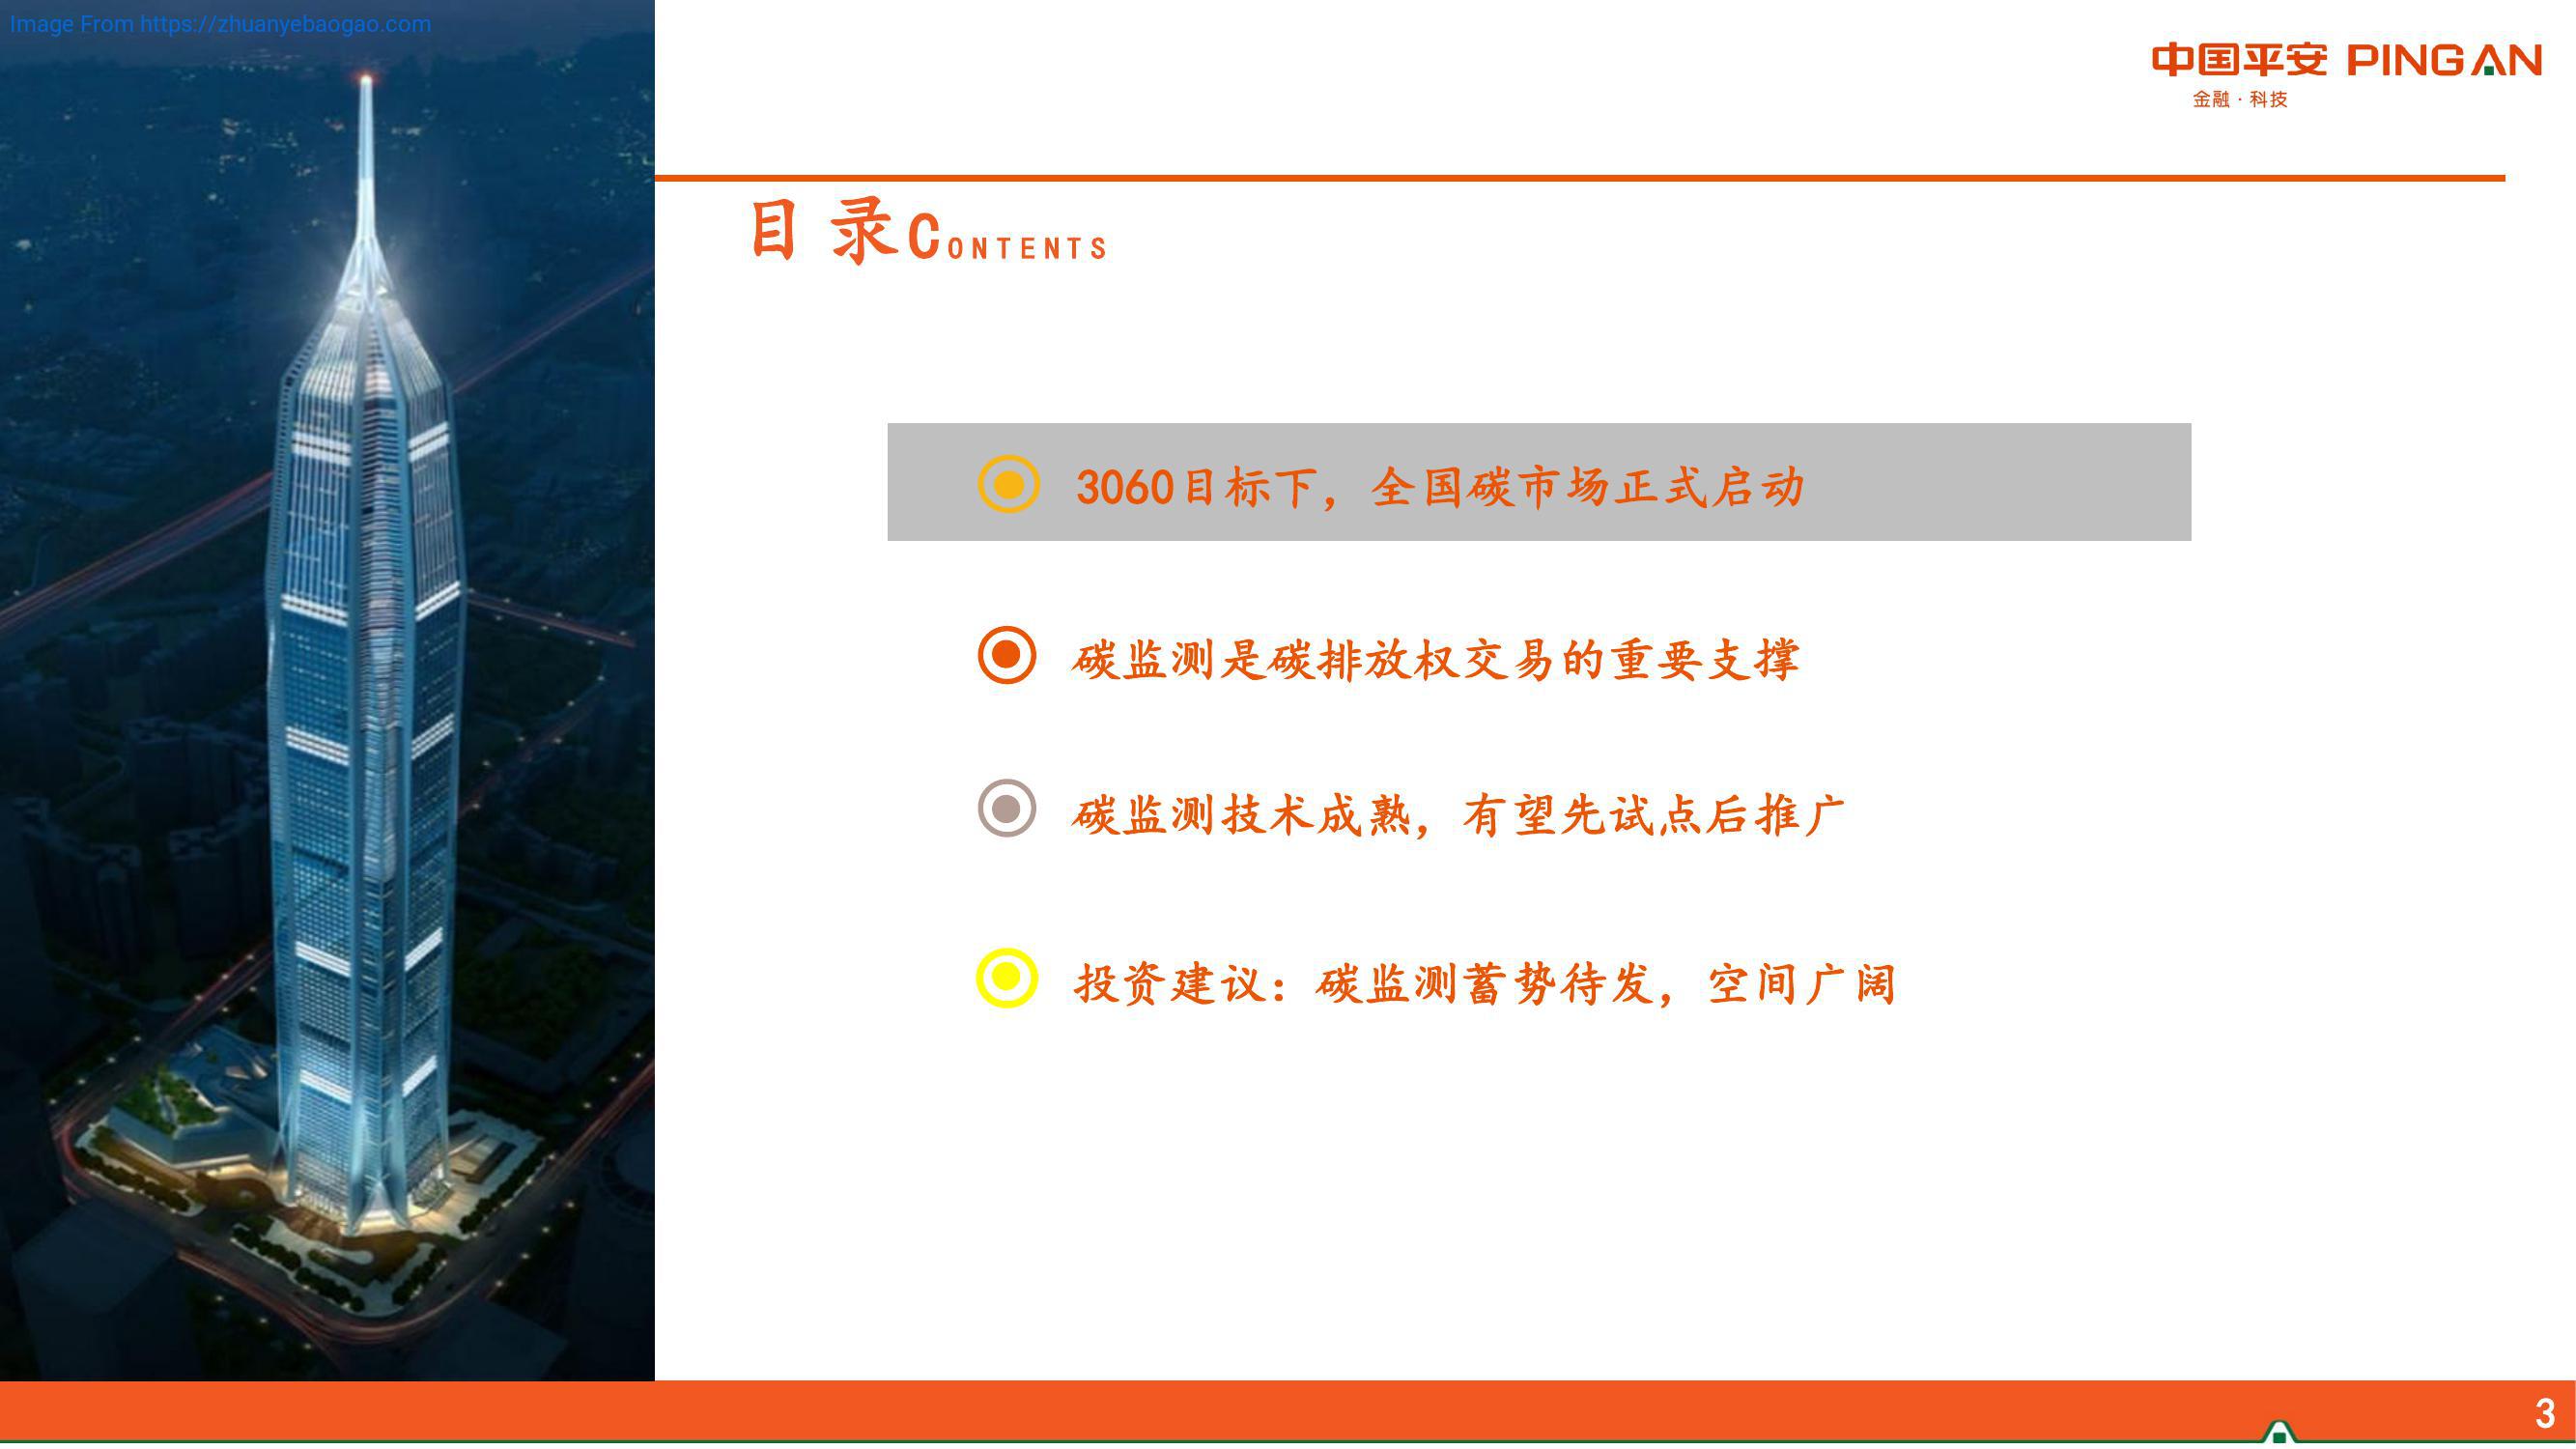 Image From https://zhuanyebaogao.com
中国平安 PINGAN
金融·科技
目录CONTENTS
3060目标下，全国碳市场正式启动
碳监测是碳排放权交易的重要支撑
碳监测技术成熟，有望先试点后推广
投资建议：碳监测蓄势待发，空间广阔
3